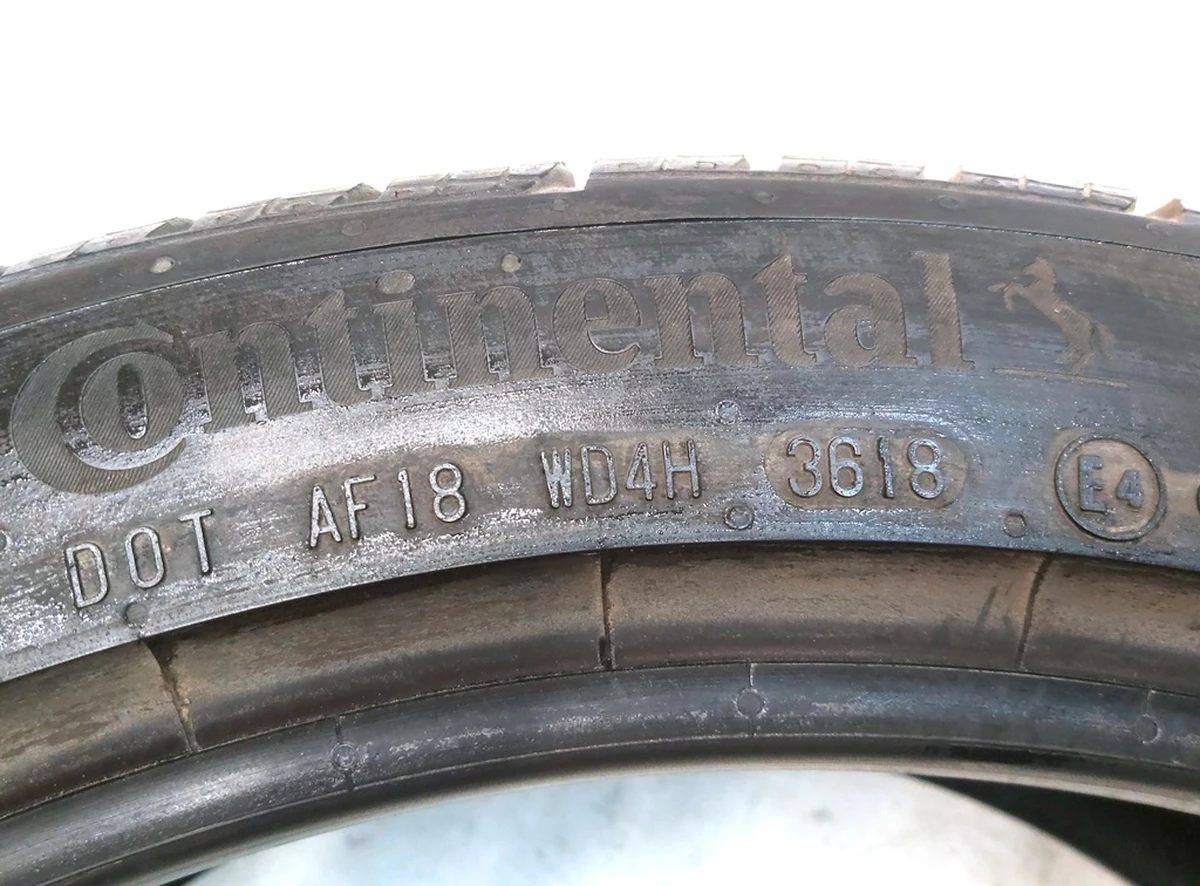 Continental
DOT AF18 WD4H 3618 E4